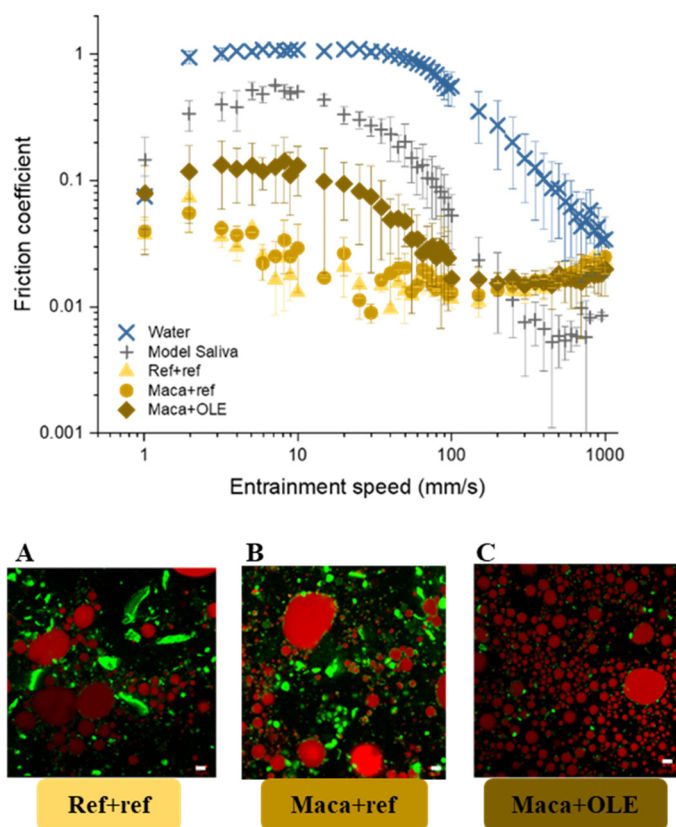 1
0.1
0.01
0.001
Friction coefficient
Water
Model Saliva
Ref+ref
Maca+ref
Maca+OLE
1
10
100
1000
Entrainment speed (mm/s)
A
B
C
Ref+ref
Maca+ref
Maca+OLE